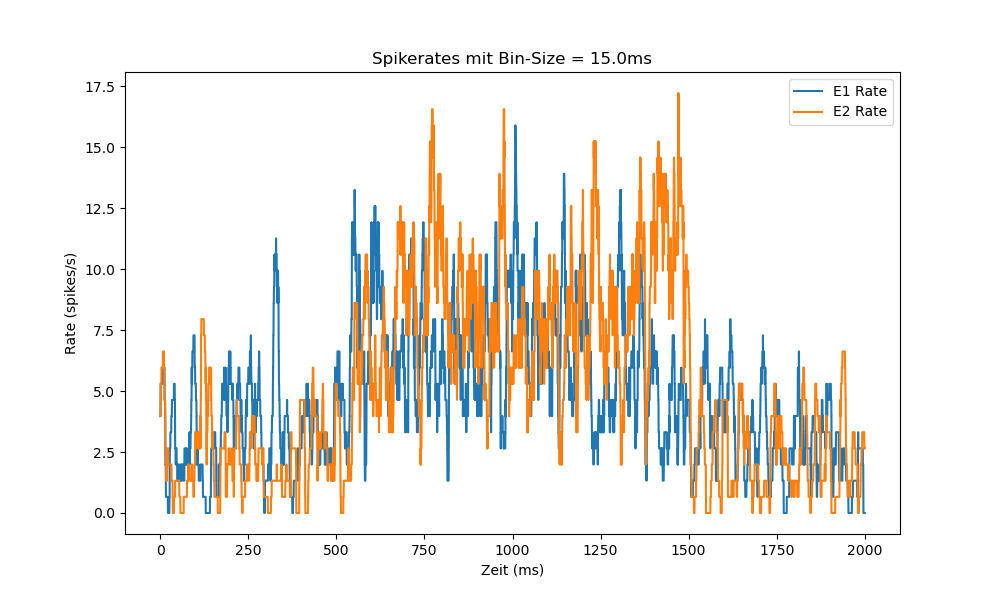 Spikerates mit Bin-Size = 15.0ms
E1 Rate
E2 Rate
Rate (spikes/s)
17.5
15.0
12.5
10.0
7.5
5.0
2.5
0.0
0 250 500 750 1000 1250 1500 1750 2000
Zeit (ms)